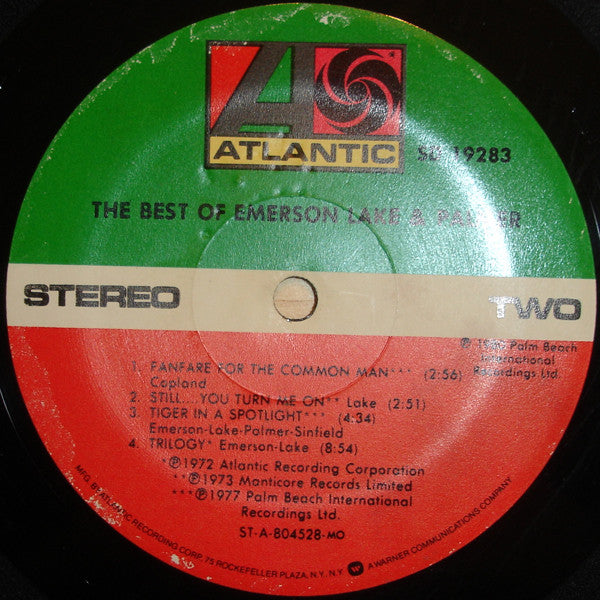 ATLANTIC
SD 19283
THE BEST OF EMERSON LAKE & PALMER
STEREO
TWO
℗ Palm Beach
International
Recordings Ltd.
1. FANFARE FOR THE COMMON MAN*** (2:56)
Copland
2. STILL....YOU TURN ME ON** Lake (2:51)
3. TIGER IN A SPOTLIGHT*** (4:34)
Emerson-Lake-Palmer-Sinfield
4. TRILOGY* Emerson-Lake (8:54)
*℗1972 Atlantic Recording Corporation
**℗1973 Manticore Records Limited
***℗1977 Palm Beach International
Recordings Ltd.
ST-A-804528-MO
MFG. BY ATLANTIC RECORDING CORP. 75 ROCKEFELLER PLAZA, N.Y. N.Y. A WARNER COMMUNICATIONS COMPANY